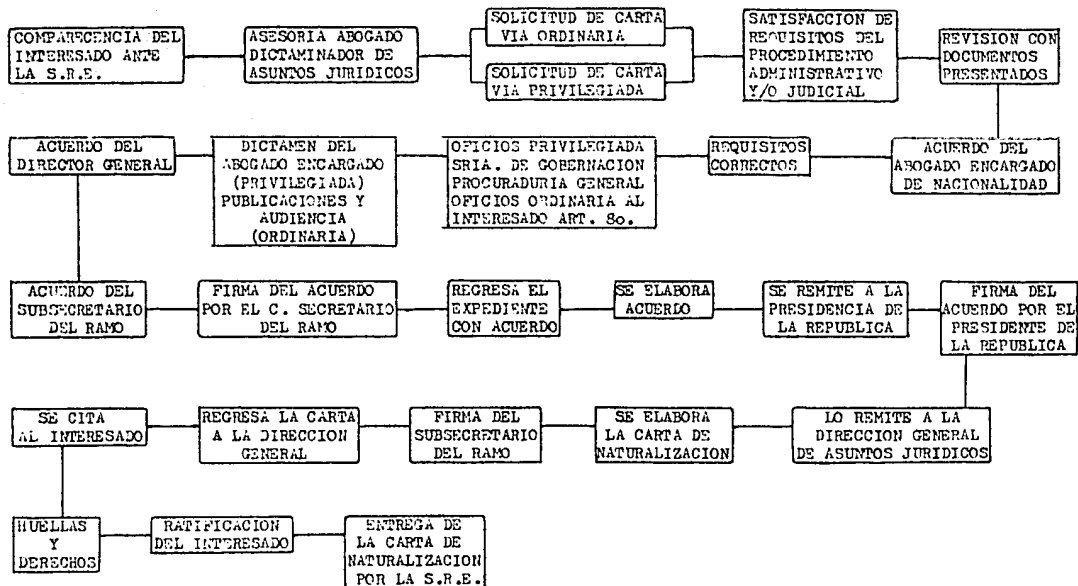 COMPARECENCIA DEL
INTERESADO ANTE
LA S.R.E.
ASESORIA ABOGADO
DICTAMINADOR DE
ASUNTOS JURIDICOS
SOLICITUD DE CARTA
VIA ORDINARIA
SOLICITUD DE CARTA
VIA PRIVILEGIADA
SATISFACCION DE
REQUISITOS DEL
PROCEDIMIENTO
ADMINISTRATIVO
Y/O JUDICIAL
REVISION CON
DOCUMENTOS
PRESENTADOS
ACUERDO DEL
ABOGADO ENCARGADO
DE NACIONALIDAD
REQUISITOS
CORRECTOS
OFICIOS PRIVILEGIADA
SRIA. DE GOBERNACION
PROCURADURIA GENERAL
OFICIOS ORDINARIA AL
INTERESADO ART. 8o.
DICTAMEN DEL
ABOGADO ENCARGADO
(PRIVILEGIADA)
PUBLICACIONES Y
AUDIENCIA
(ORDINARIA)
ACUERDO DEL
DIRECTOR GENERAL
ACUERDO DEL
SUBSECRETARIO
DEL RAMO
FIRMA DEL ACUERDO
POR EL C. SECRETARIO
DEL RAMO
REGRESA EL
EXPEDIENTE
CON ACUERDO
SE ELABORA
ACUERDO
SE REMITE A LA
PRESIDENCIA DE
LA REPUBLICA
FIRMA DEL
ACUERDO POR EL
PRESIDENTE DE
LA REPUBLICA
LO REMITE A LA
DIRECCION GENERAL
DE ASUNTOS JURIDICOS
SE ELABORA
LA CARTA DE
NATURALIZACION
FIRMA DEL
SUBSECRETARIO
DEL RAMO
REGRESA LA CARTA
A LA DIRECCION
GENERAL
SE CITA
AL INTERESADO
HUELLAS
Y
DERECHOS
RATIFICACION
DEL INTERESADO
ENTREGA DE
LA CARTA DE
NATURALIZACION
POR LA S.R.E.